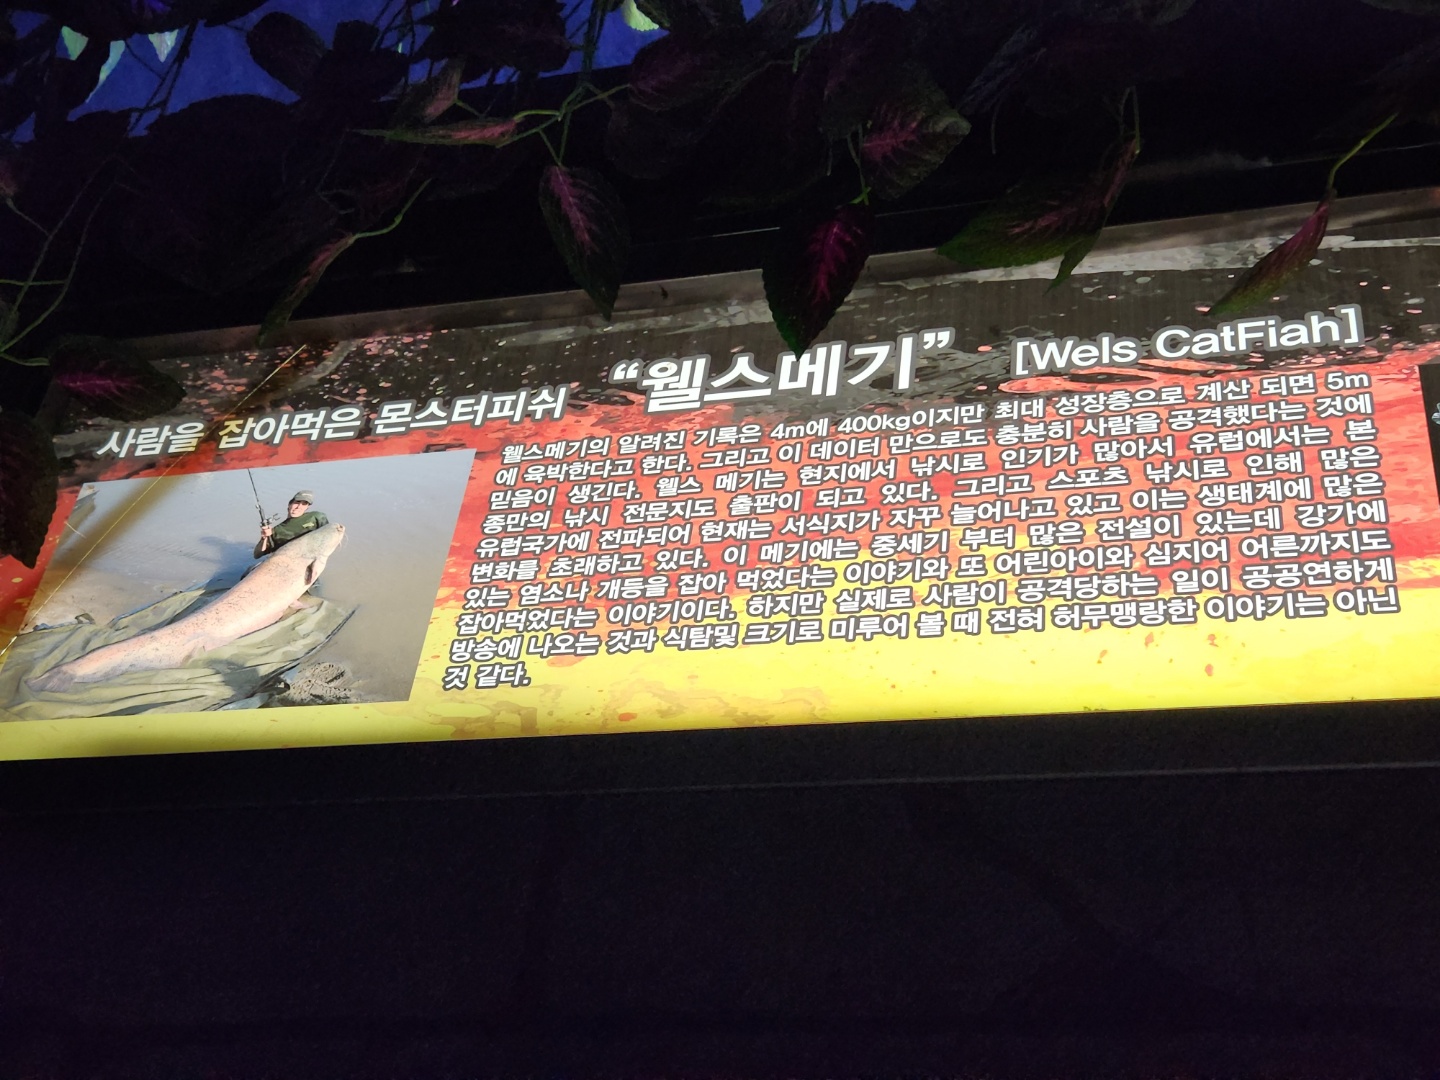 사람을 잡아먹은 몬스터피쉬 “웰스메기” [Wels CatFiah]
웰스메기의 알려진 기록은 4m에 400kg이지만 최대 성장층으로 계산 되면 5m
에 육박한다고 한다. 그리고 이 데이터 만으로도 충분히 사람을 공격했다는 것에
믿음이 생긴다. 웰스 메기는 현지에서 낚시로 인기가 많아서 유럽에서는 본
종만의 낚시 전문지도 출판이 되고 있다. 그리고 스포츠 낚시로 인해 많은
유럽국가에 전파되어 현재는 서식지가 자꾸 늘어나고 있고 이는 생태계에 많은
변화를 초래하고 있다. 이 메기에는 중세기 부터 많은 전설이 있는데 강가에
있는 염소나 개등을 잡아 먹었다는 이야기와 또 어린아이와 심지어 어른까지도
잡아먹었다는 이야기이다. 하지만 실제로 사람이 공격당하는 일이 공공연하게
방송에 나오는 것과 식탐및 크기로 미루어 볼 때 전혀 허무맹랑한 이야기는 아닌
것 같다.